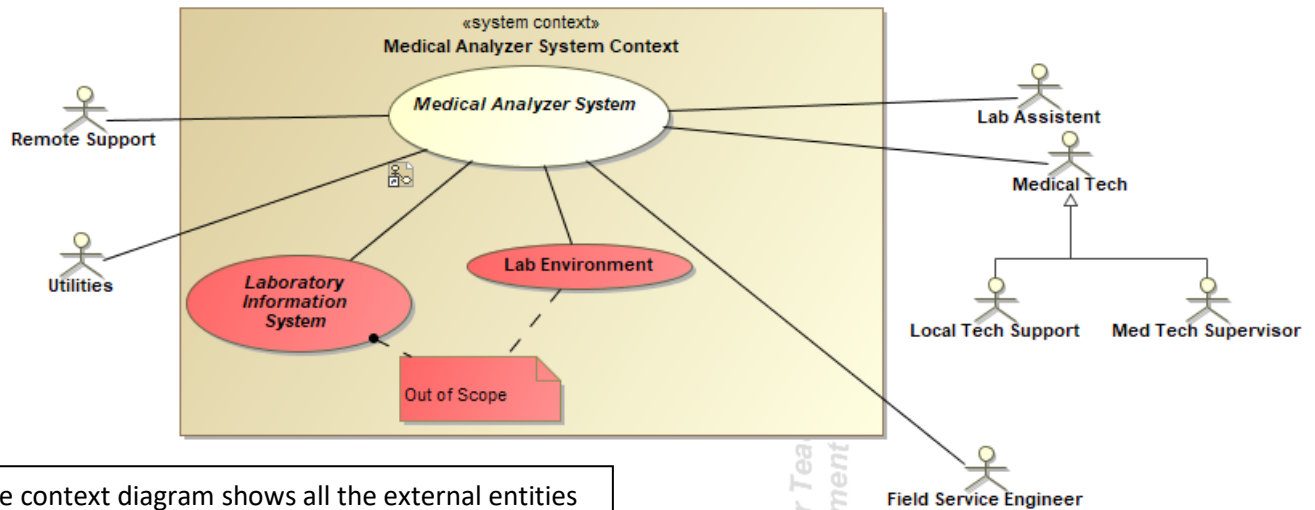 «system context»
Medical Analyzer System Context
Medical Analyzer System
Remote Support
Lab Assistent
Medical Tech
Utilities
Laboratory
Information
System
Lab Environment
Local Tech Support
Med Tech Supervisor
Out of Scope
Field Service Engineer
context diagram shows all the external entities